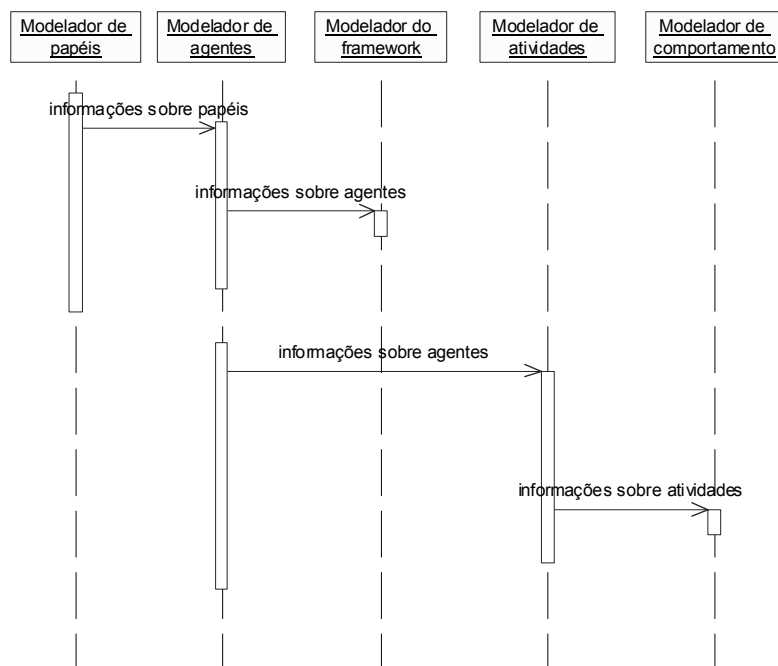 Modelador de
papéis
Modelador de
agentes
Modelador do
framework
Modelador de
atividades
Modelador de
comportamento
informações sobre papéis
informações sobre agentes
informações sobre agentes
informações sobre atividades